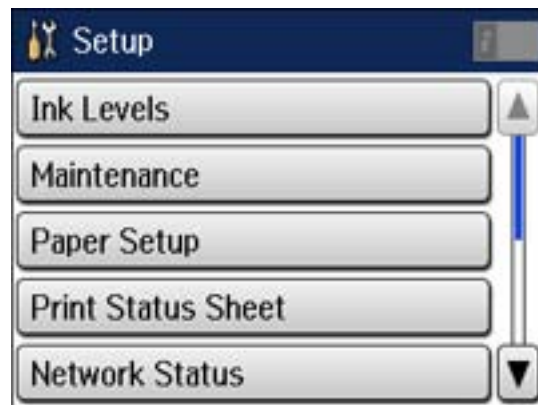 Setup
Ink Levels
Maintenance
Paper Setup
Print Status Sheet
Network Status